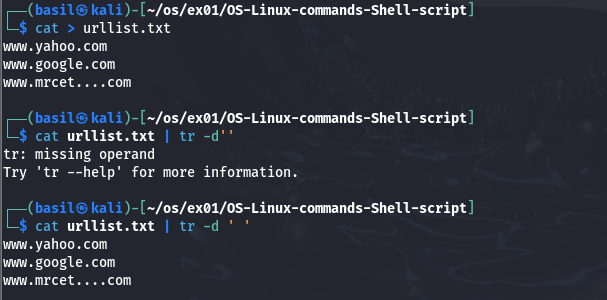 ┌──(basil㉿kali)-[~/os/ex01/OS-Linux-commands-Shell-script]
└─$ cat > urllist.txt
www.yahoo.com
www.google.com
www.mrcet....com
┌──(basil㉿kali)-[~/os/ex01/OS-Linux-commands-Shell-script]
└─$ cat urllist.txt | tr -d''
tr: missing operand
Try 'tr --help' for more information.
┌──(basil㉿kali)-[~/os/ex01/OS-Linux-commands-Shell-script]
└─$ cat urllist.txt | tr -d ' '
www.yahoo.com
www.google.com
www.mrcet....com